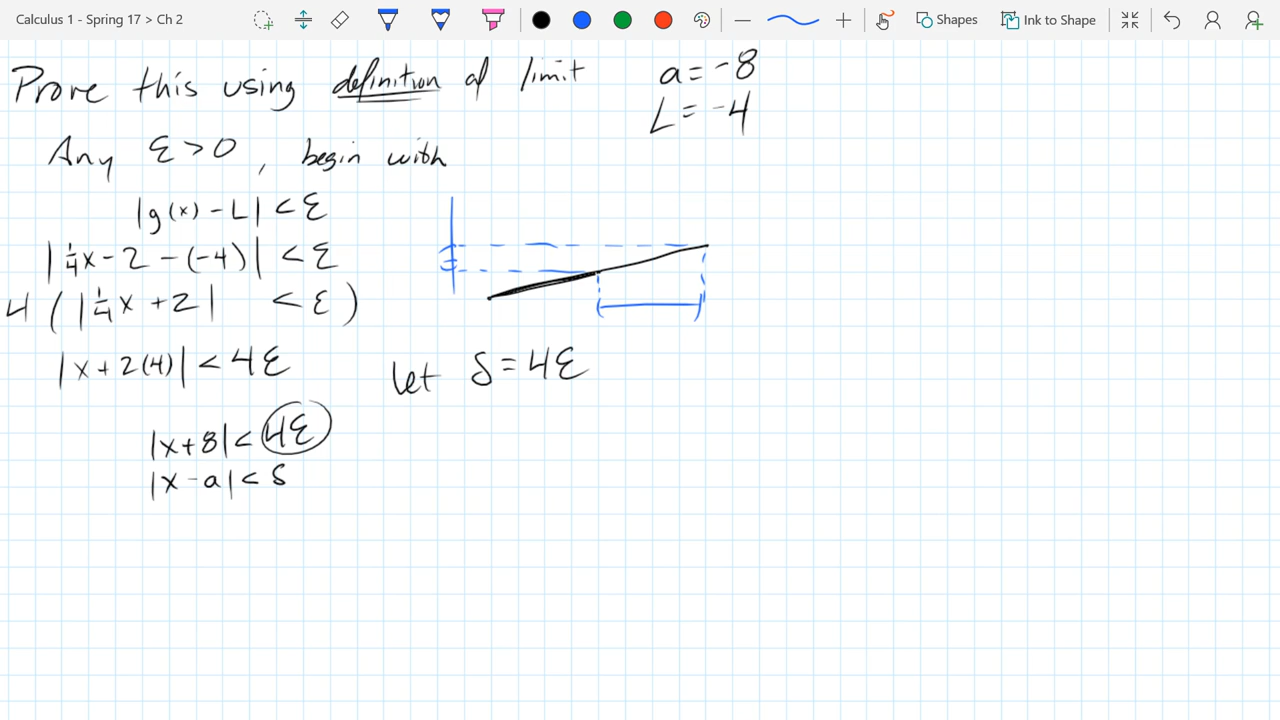 Calculus 1 - Spring 17 > Ch 2
Shapes
Ink to Shape
Prove this using definition of limit
a = -8
L = -4
Any ε > 0, begin with
|g(x) - L| < ε
|1/4x - 2 - (-4)| < ε
4 (|1/4x + 2| < ε)
|x + 2(4)| < 4ε
let δ = 4ε
|x + 8| < 4ε
|x - a| < δ